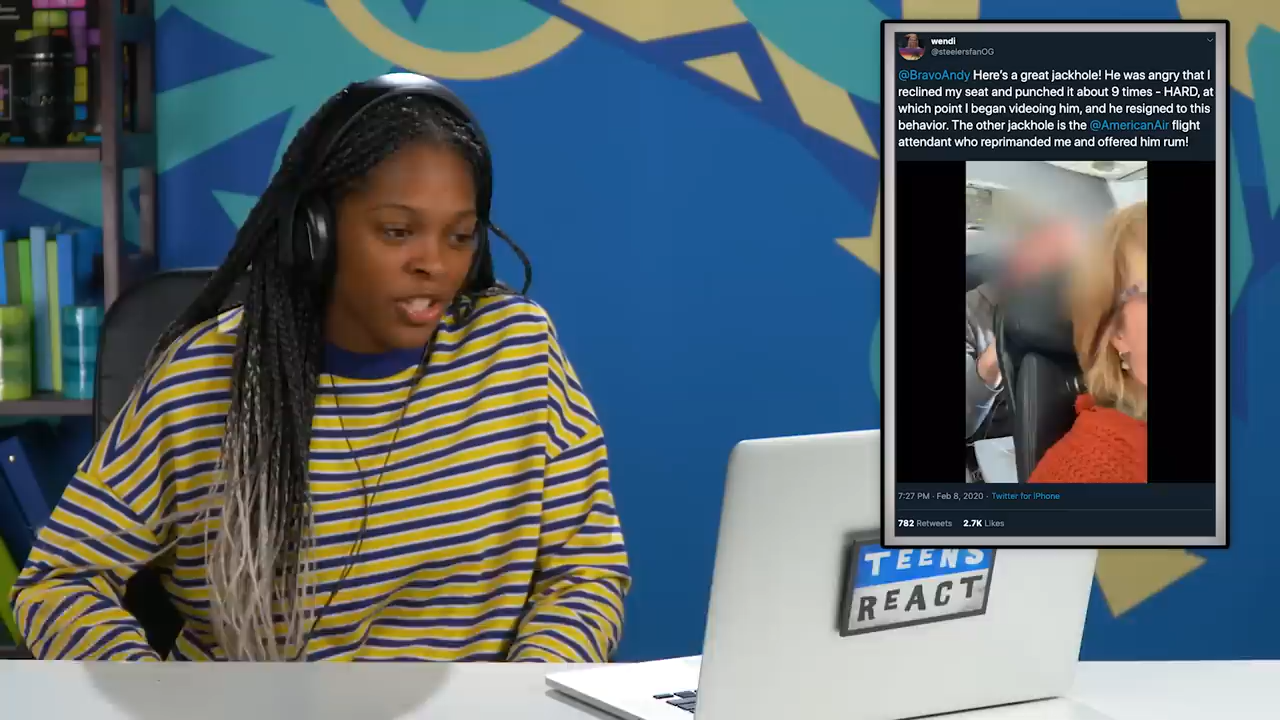 wendi
@steelersfanOG
@BravoAndy Here's a great jackhole! He was angry that I
reclined my seat and punched it about 9 times - HARD, at
which point I began videoing him, and he resigned to this
behavior. The other jackhole is the @AmericanAir flight
attendant who reprimanded me and offered him rum!
7:27 PM · Feb 8, 2020 · Twitter for iPhone
782 Retweets 2.7K Likes
TEENS
REACT